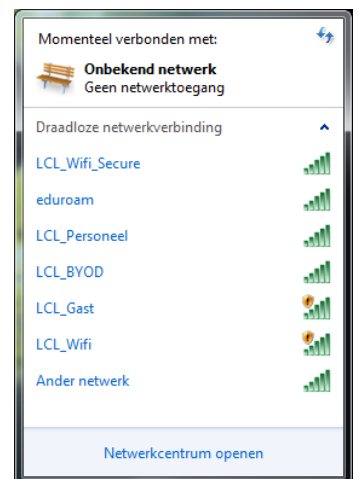 Momenteel verbonden met:
Onbekend netwerk
Geen netwerktoegang
Draadloze netwerkverbinding
LCL_Wifi_Secure
eduroam
LCL_Personeel
LCL_BYOD
LCL_Gast
LCL_Wifi
Ander netwerk
Netwerkcentrum openen